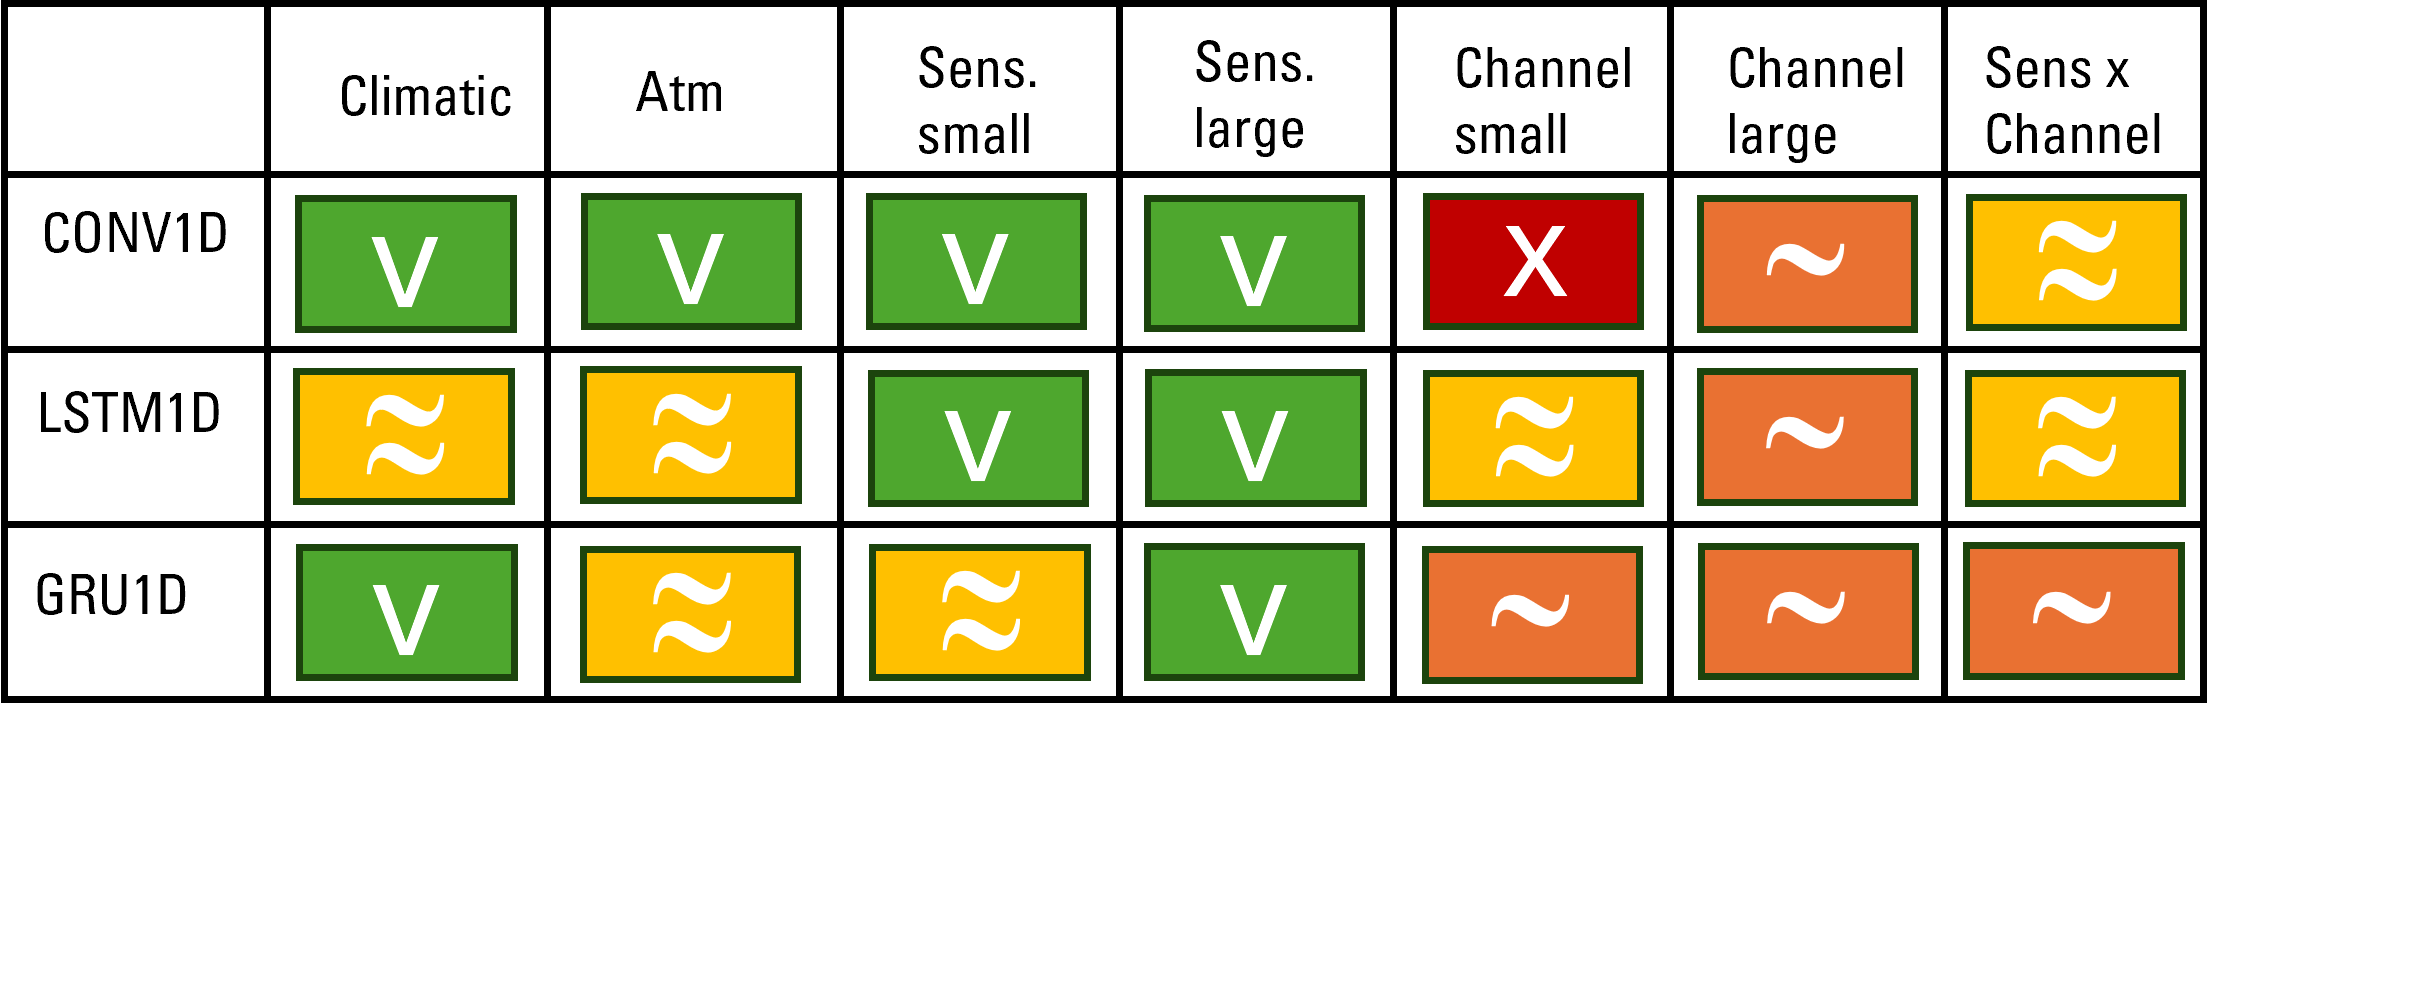 Climatic Atm Sens. small Sens. large Channel small Channel large Sens x Channel
CONV1D V V V V X ~ ≈
LSTM1D ≈ ≈ V V ≈ ~ ≈
GRU1D V ≈ ≈ V ~ ~ ~